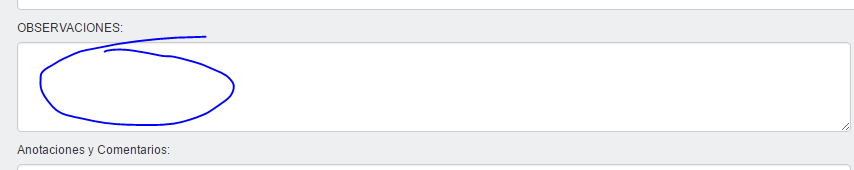 OBSERVACIONES:
Anotaciones y Comentarios: